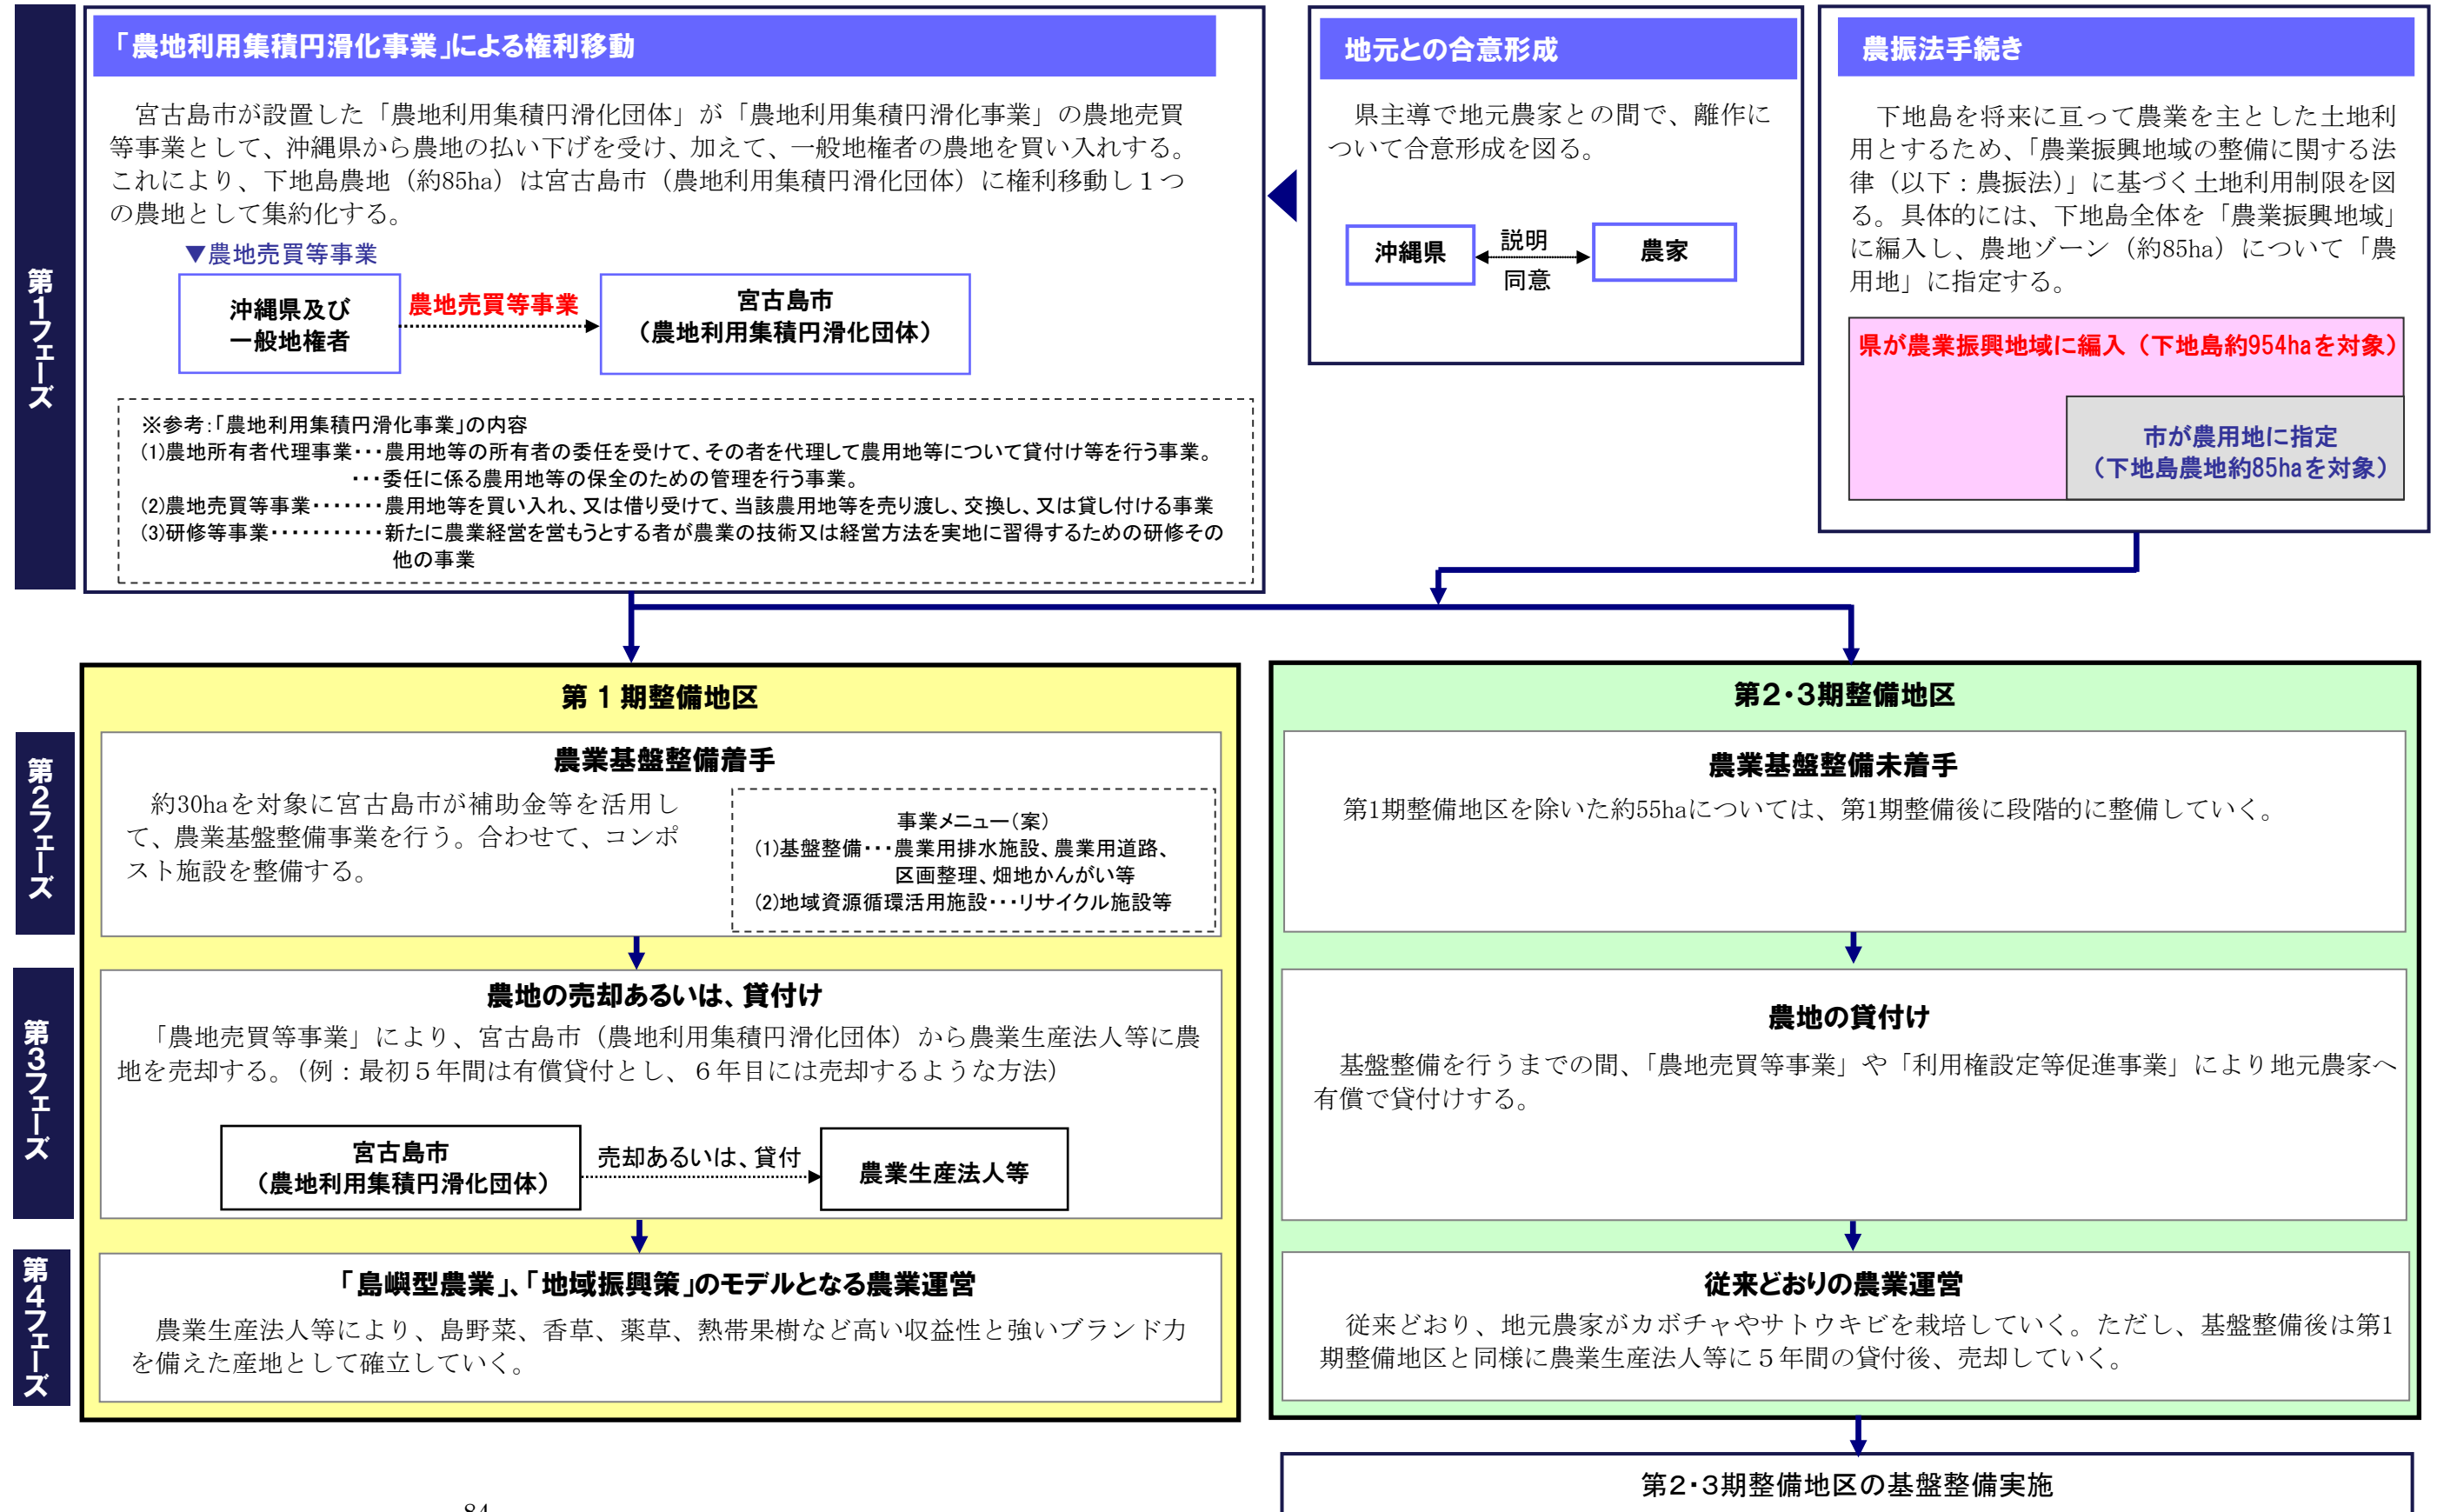 第1フェーズ
「農地利用集積円滑化事業」による権利移動
宮古島市が設置した「農地利用集積円滑化団体」が「農地利用集積円滑化事業」の農地売買
等事業として、沖縄県から農地の払い下げを受け、加えて、一般地権者の農地を買い入れする。
これにより、下地島農地（約85ha）は宮古島市（農地利用集積円滑化団体）に権利移動し１つ
の農地として集約化する。
▼農地売買等事業
沖縄県及び
一般地権者
農地売買等事業
宮古島市
（農地利用集積円滑化団体）
※参考：「農地利用集積円滑化事業」の内容
(1)農地所有者代理事業・・・農用地等の所有者の委任を受けて、その者を代理して農用地等について貸付け等を行う事業。
・・・委任に係る農用地等の保全のための管理を行う事業。
(2)農地売買等事業・・・・・・・農用地等を買い入れ、又は借り受けて、当該農用地等を売り渡し、交換し、又は貸し付ける事業
(3)研修等事業・・・・・・・・・・・新たに農業経営を営もうとする者が農業の技術又は経営方法を実地に習得するための研修その
他の事業
地元との合意形成
県主導で地元農家との間で、離作に
ついて合意形成を図る。
沖縄県
説明
同意
農家
農振法手続き
下地島を将来に亘って農業を主とした土地利
用とするため、「農業振興地域の整備に関する法
律（以下：農振法）」に基づく土地利用制限を図
る。具体的には、下地島全体を「農業振興地域」
に編入し、農地ゾーン（約85ha）について「農
用地」に指定する。
県が農業振興地域に編入（下地島約954haを対象）
市が農用地に指定
（下地島農地約85haを対象）
第１期整備地区
第２フェーズ
農業基盤整備着手
約30haを対象に宮古島市が補助金等を活用し
て、農業基盤整備事業を行う。合わせて、コンポ
スト施設を整備する。
事業メニュー（案）
(1)基盤整備・・・農業用排水施設、農業用道路、
区画整理、畑地かんがい等
(2)地域資源循環活用施設・・・リサイクル施設等
第３フェーズ
農地の売却あるいは、貸付け
「農地売買等事業」により、宮古島市（農地利用集積円滑化団体）から農業生産法人等に農
地を売却する。（例：最初５年間は有償貸付とし、６年目には売却するような方法）
宮古島市
（農地利用集積円滑化団体）
売却あるいは、貸付
農業生産法人等
第４フェーズ
「島嶼型農業」、「地域振興策」のモデルとなる農業運営
農業生産法人等により、島野菜、香草、薬草、熱帯果樹など高い収益性と強いブランド力
を備えた産地として確立していく。
第２・３期整備地区
農業基盤整備未着手
第1期整備地区を除いた約55haについては、第1期整備後に段階的に整備していく。
農地の貸付け
基盤整備を行うまでの間、「農地売買等事業」や「利用権設定等促進事業」により地元農家へ
有償で貸付けする。
従来どおりの農業運営
従来どおり、地元農家がカボチャやサトウキビを栽培していく。ただし、基盤整備後は第1
期整備地区と同様に農業生産法人等に５年間の貸付後、売却していく。
第２・３期整備地区の基盤整備実施
84